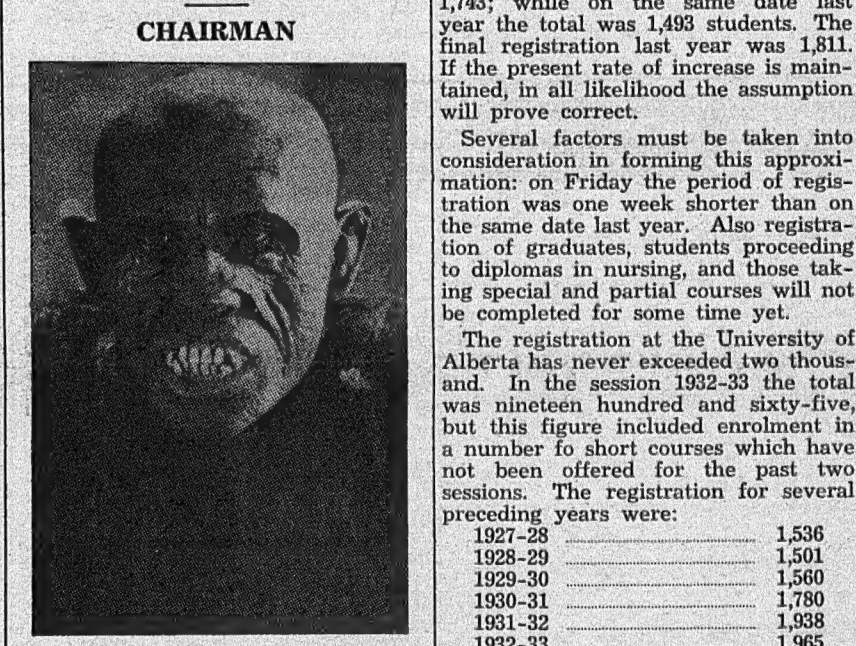 CHAIRMAN
1,743; while on the same date last
year the total was 1,493 students. The
final registration last year was 1,811.
If the present rate of increase is main-
tained, in all likelihood the assumption
will prove correct.
Several factors must be taken into
consideration in forming this approxi-
mation: on Friday the period of regis-
tration was one week shorter than on
the same date last year. Also registra-
tion of graduates, students proceeding
to diplomas in nursing, and those tak-
ing special and partial courses will not
be completed for some time yet.
The registration at the University of
Alberta has never exceeded two thous-
and. In the session 1932-33 the total
was nineteen hundred and sixty-five,
but this figure included enrolment in
a number fo short courses which have
not been offered for the past two
sessions. The registration for several
preceding years were:
1927-28 ........................ 1,536
1928-29 ........................ 1,501
1929-30 ........................ 1,560
1930-31 ........................ 1,780
1931-32 ........................ 1,938
1932-33 1,965